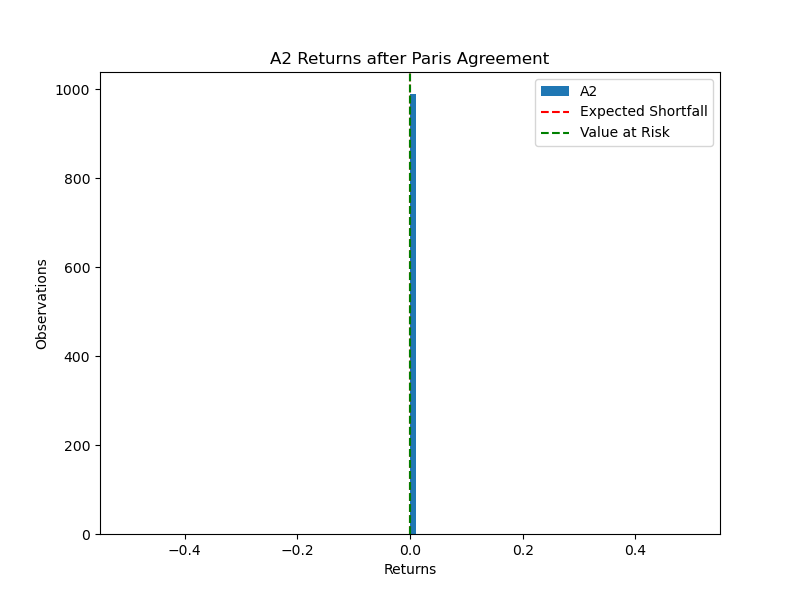 A2 Returns after Paris Agreement
A2
Expected Shortfall
Value at Risk
Observations
1000
800
600
400
200
0
−0.4
−0.2
0.0
0.2
0.4
Returns